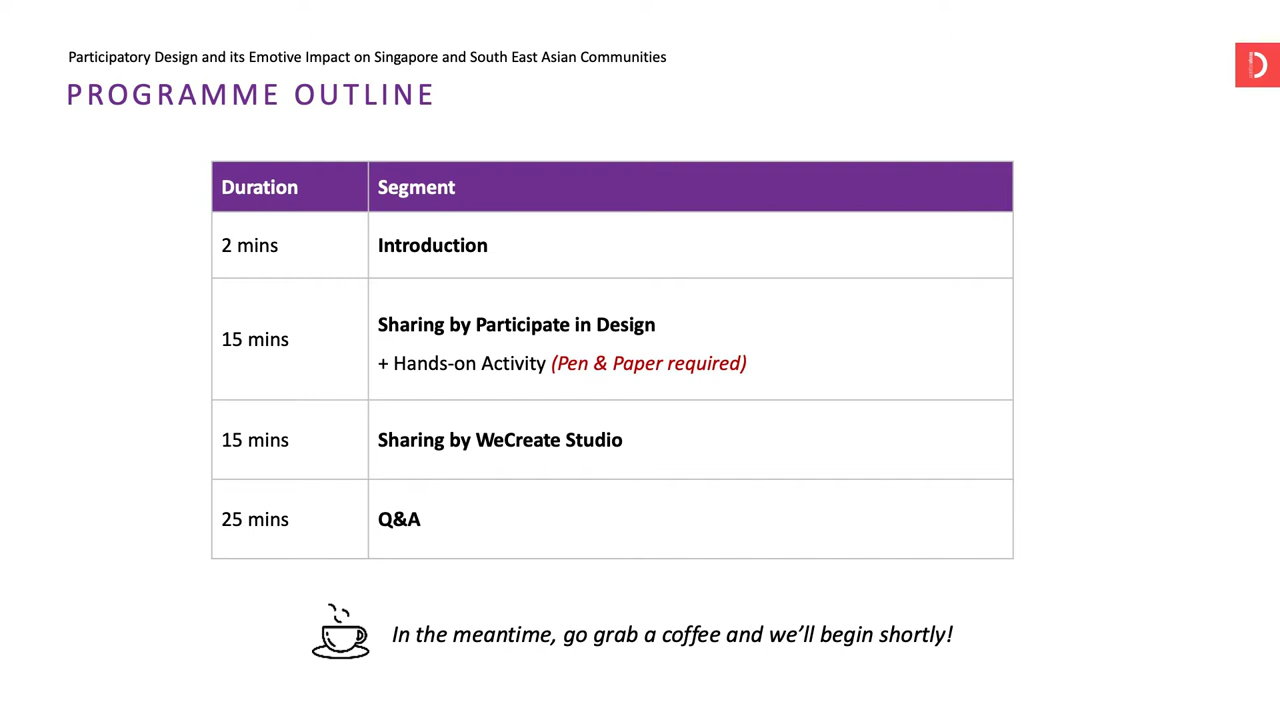 Participatory Design and its Emotive Impact on Singapore and South East Asian Communities
PROGRAMME OUTLINE
Duration Segment
2 mins Introduction
15 mins Sharing by Participate in Design
+ Hands-on Activity (Pen & Paper required)
15 mins Sharing by WeCreate Studio
25 mins Q&A
In the meantime, go grab a coffee and we'll begin shortly!